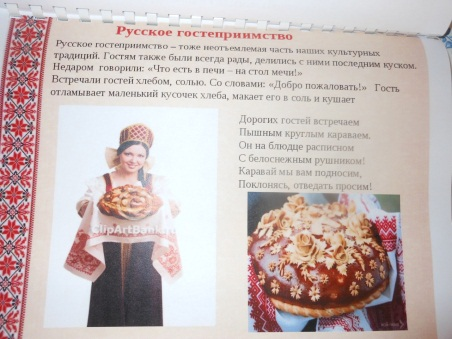 Русское гостеприимство
Русское гостеприимство – тоже неотъемлемая часть наших культурных
традиций. Гостям также были всегда рады, делились с ними последним куском.
Недаром говорили: «Что есть в печи – на стол мечи!»
Встречали гостей хлебом, солью. Со словами: «Добро пожаловать!» Гость
отламывает маленький кусочек хлеба, макает его в соль и кушает
Дорогих гостей встречаем
Пышным круглым караваем.
Он на блюдце расписном
С белоснежным рушником!
Каравай мы вам подносим,
Поклонясь, отведать просим!
ClipArtBank.ru